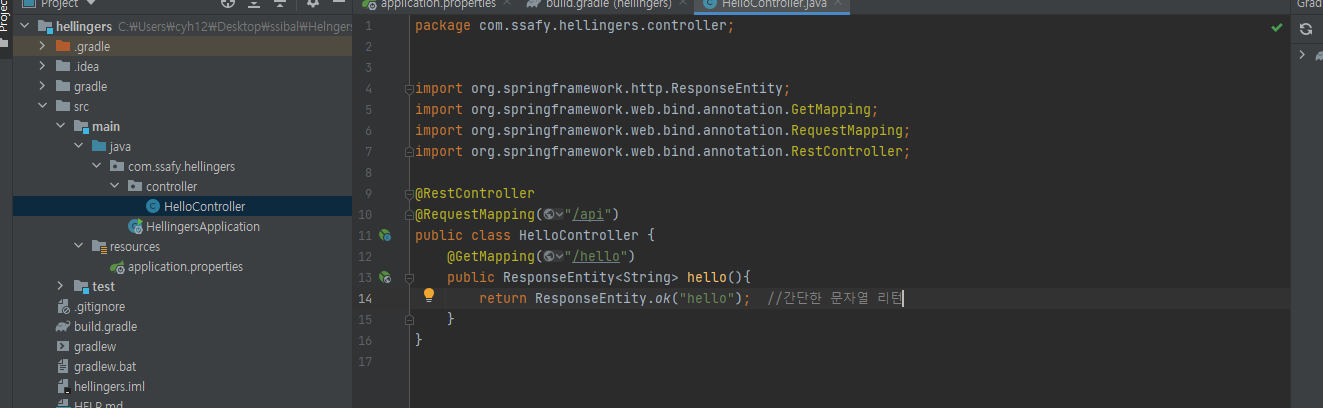 Project
application.properties
build.gradle (hellingers)
HelloController.java
Grad
Project
hellingers C:₩Users₩cyh12₩Desktop₩ssibal₩Helngers
.gradle
.idea
gradle
src
main
java
com.ssafy.hellingers
controller
HelloController
HellingersApplication
resources
application.properties
test
.gitignore
build.gradle
gradlew
gradlew.bat
hellingers.iml
HELP.md
1 package com.ssafy.hellingers.controller;
2
3
4 import org.springframework.http.ResponseEntity;
5 import org.springframework.web.bind.annotation.GetMapping;
6 import org.springframework.web.bind.annotation.RequestMapping;
7 import org.springframework.web.bind.annotation.RestController;
8
9 @RestController
10 @RequestMapping("/api")
11 public class HelloController {
12 @GetMapping("/hello")
13 public ResponseEntity<String> hello(){
14 return ResponseEntity.ok("hello"); //간단한 문자열 리턴
15 }
16 }
17